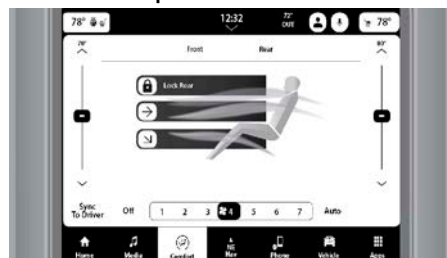 78°
12:32
72°
OUT
78°
Front
Rear
80°
Lock Rear
Sync
To Driver
Off
1 2 3 4 5 6 7
Auto
Home
Media
Comfort
NE
Nav
Phone
Vehicle
Apps